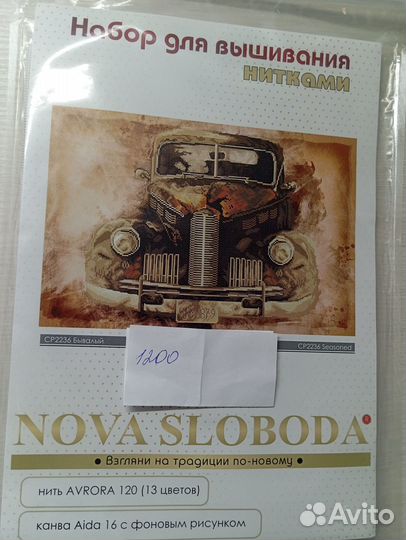 Набор для вышивания
нитками
СР2236 Бывалый
CP2236 Seasoned
1200
NOVA SLOBODA
• Взгляни на традиции по-новому •
нить AVRORA 120 (13 цветов)
канва Aida 16 с фоновым рисунком
Avito